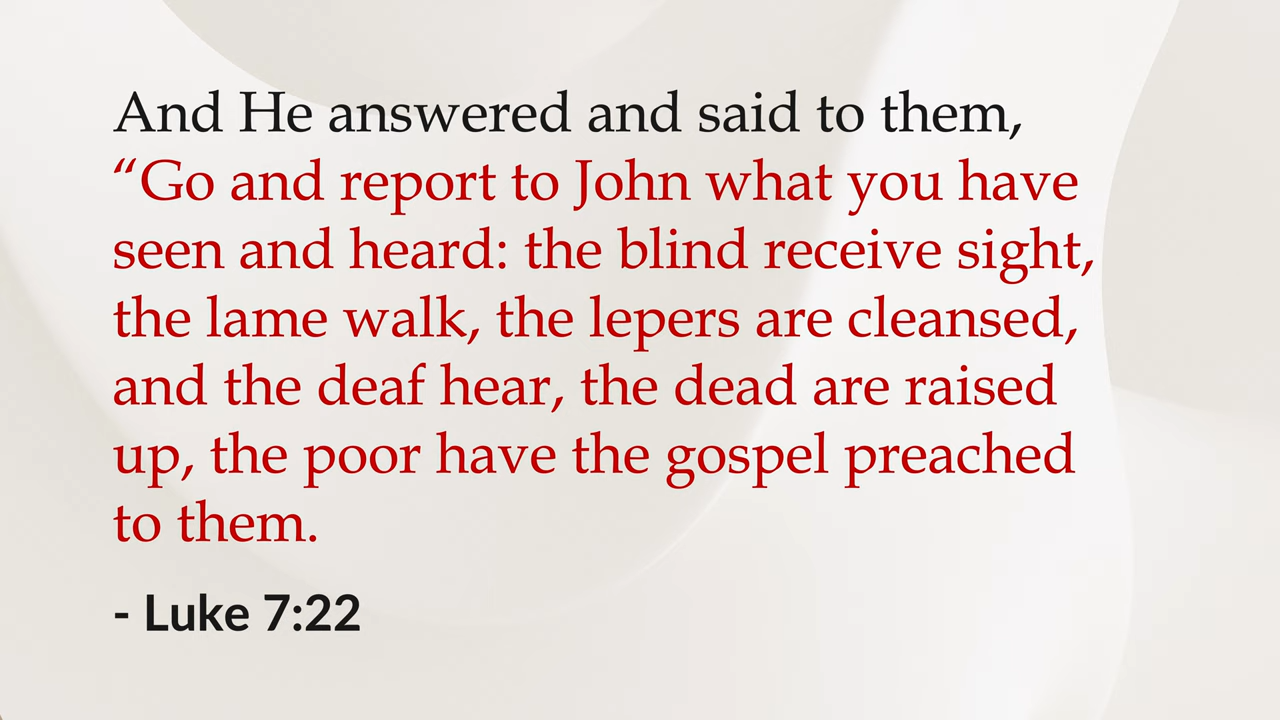 And He answered and said to them,
“Go and report to John what you have
seen and heard: the blind receive sight,
the lame walk, the lepers are cleansed,
and the deaf hear, the dead are raised
up, the poor have the gospel preached
to them.
- Luke 7:22